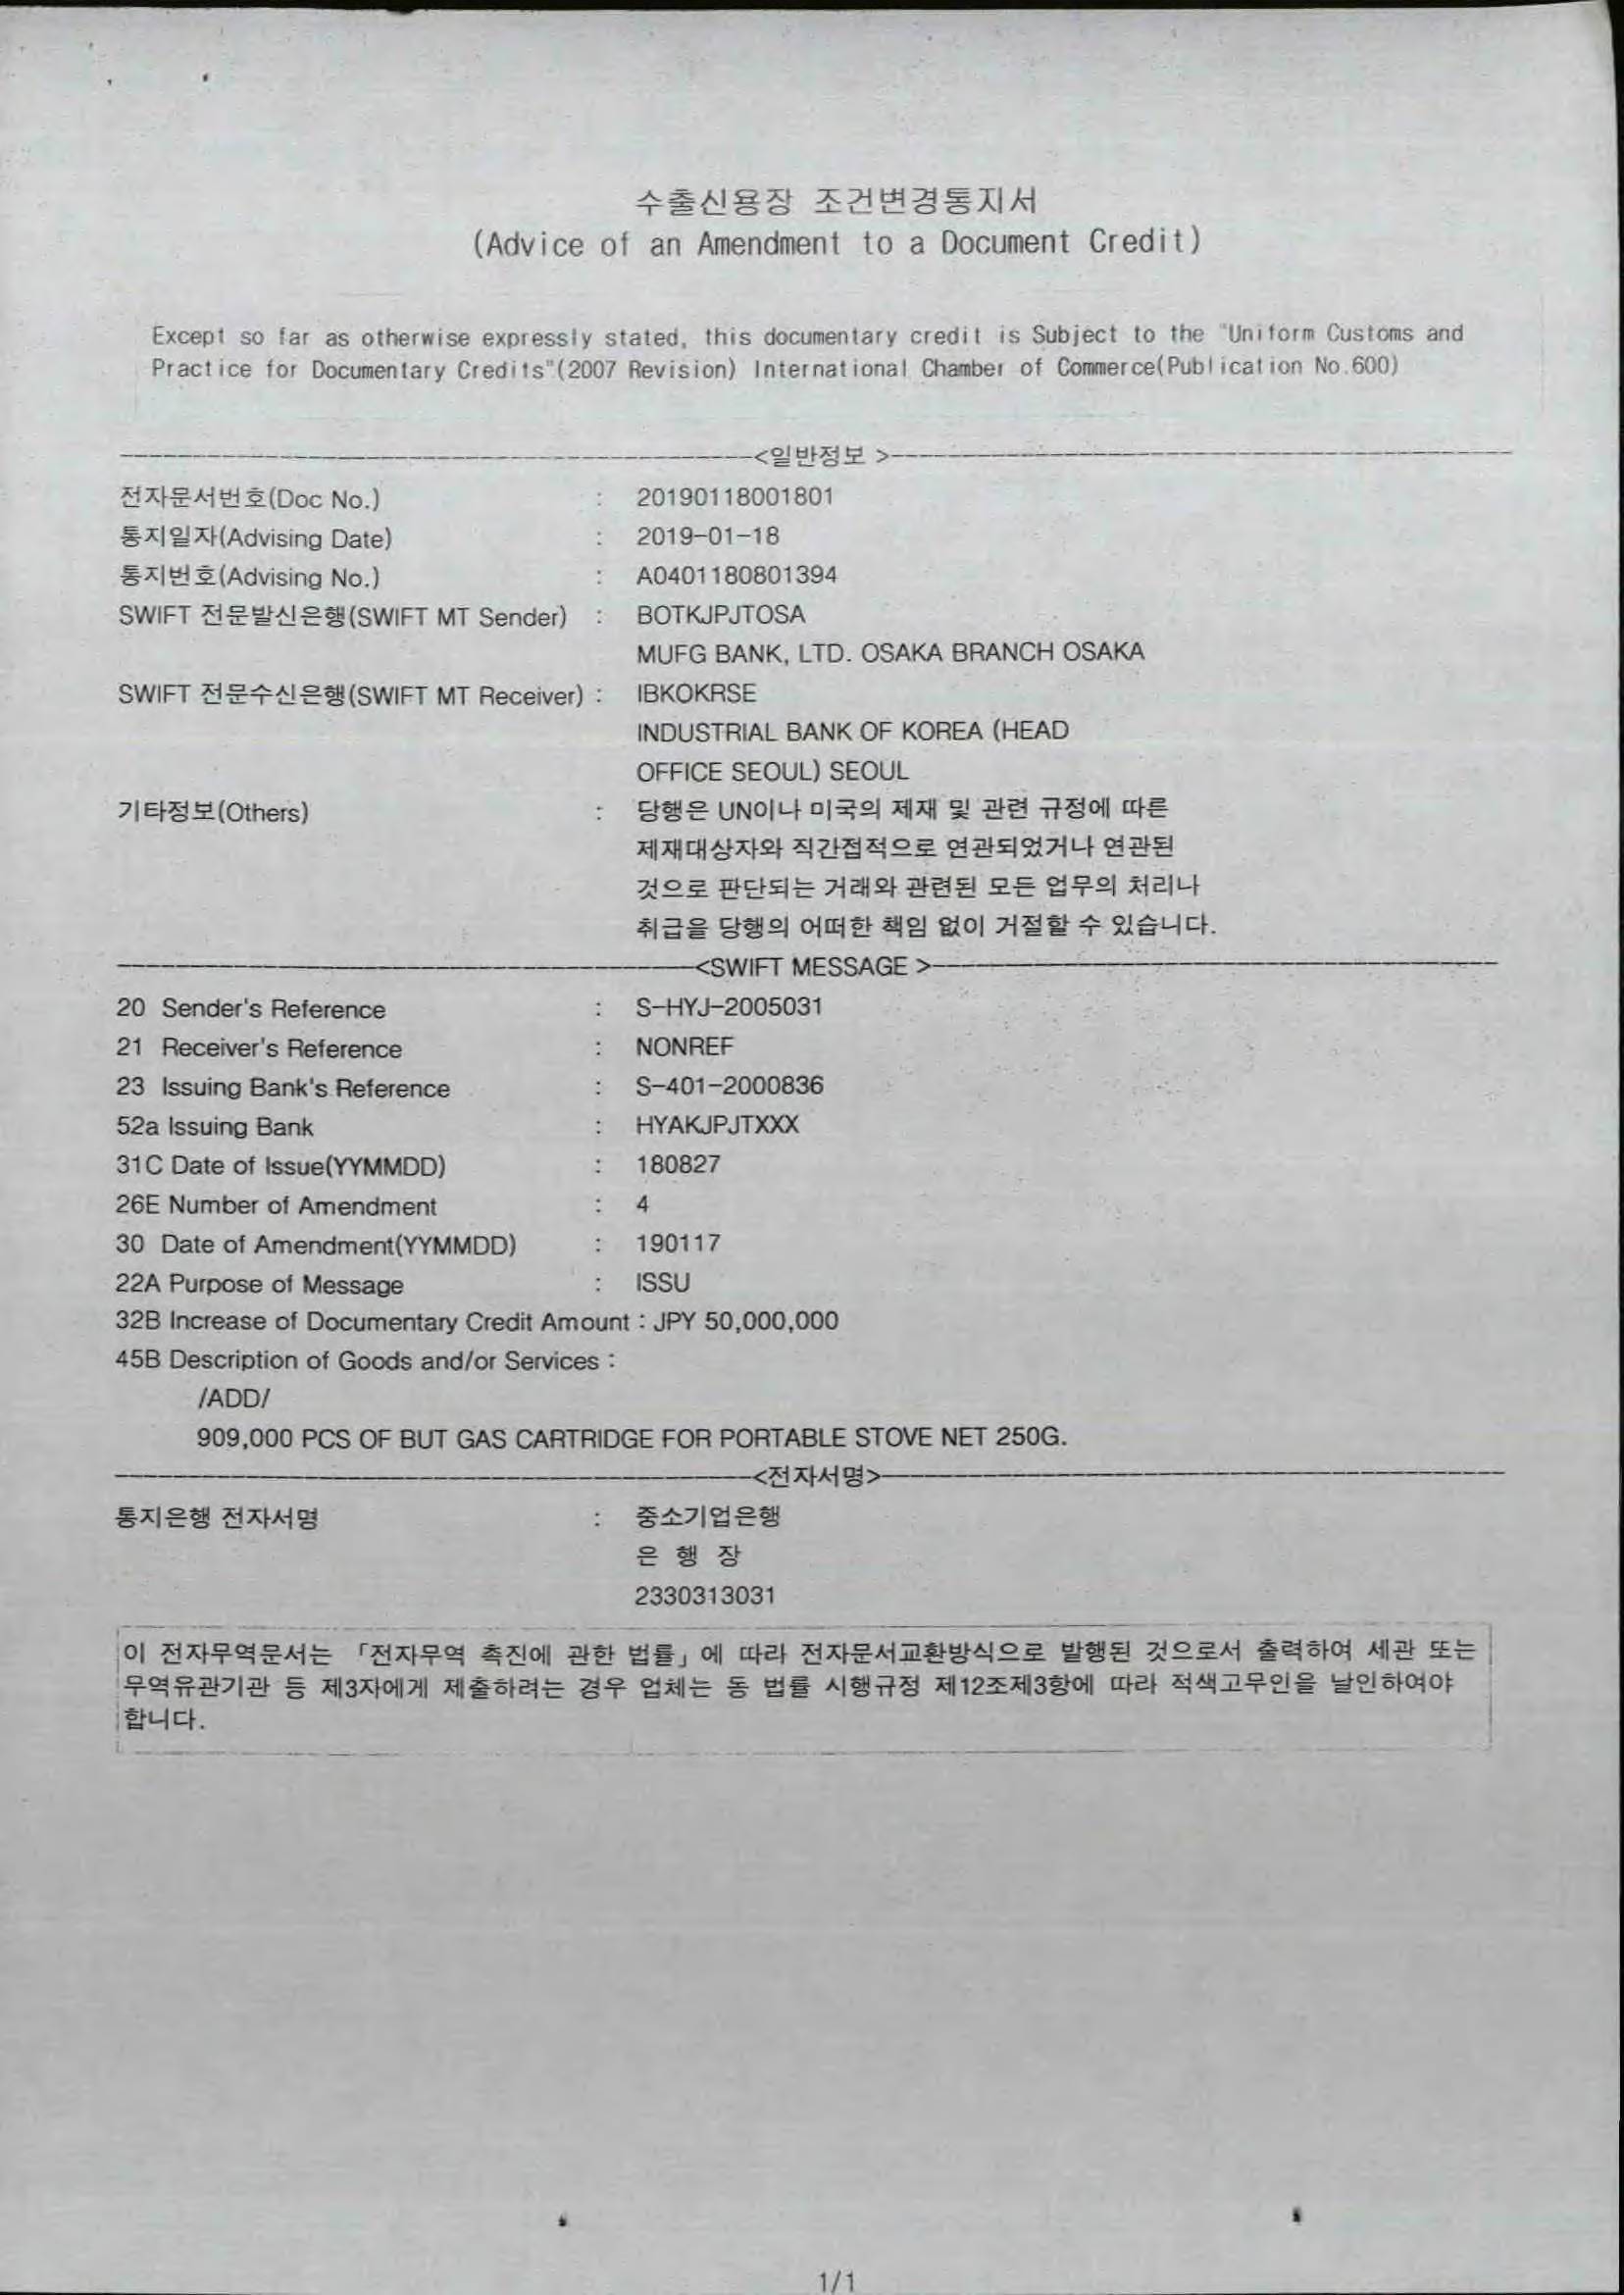 수출신용장 조건변경통지서
(Advice of an Amendment to a Document Credit)
Except so far as otherwise expressly stated, this documentary credit is Subject to the "Uniform Customs and
Practice for Documentary Credits"(2007 Revision) International Chamber of Commerce(Publication No.600)
<일반정보 >
전자문서번호(Doc No.) : 20190118001801
통지일자(Advising Date) : 2019-01-18
통지번호(Advising No.) : A0401180801394
SWIFT 전문발신은행(SWIFT MT Sender) : BOTKJPJTOSA
MUFG BANK, LTD. OSAKA BRANCH OSAKA
SWIFT 전문수신은행(SWIFT MT Receiver) : IBKOKRSE
INDUSTRIAL BANK OF KOREA (HEAD
OFFICE SEOUL) SEOUL
기타정보(Others) : 당행은 UN이나 미국의 제재 및 관련 규정에 따른
제재대상자와 직간접적으로 연관되었거나 연관된
것으로 판단되는 거래와 관련된 모든 업무의 처리나
취급을 당행의 어떠한 책임 없이 거절할 수 있습니다.
<SWIFT MESSAGE >
20 Sender's Reference : S-HYJ-2005031
21 Receiver's Reference : NONREF
23 Issuing Bank's Reference : S-401-2000836
52a Issuing Bank : HYAKJPJTXXX
31C Date of Issue(YYMMDD) : 180827
26E Number of Amendment : 4
30 Date of Amendment(YYMMDD) : 190117
22A Purpose of Message : ISSU
32B Increase of Documentary Credit Amount : JPY 50,000,000
45B Description of Goods and/or Services :
/ADD/
909,000 PCS OF BUT GAS CARTRIDGE FOR PORTABLE STOVE NET 250G.
<전자서명>
통지은행 전자서명 : 중소기업은행
은 행 장
2330313031
이 전자무역문서는 「전자무역 촉진에 관한 법률」에 따라 전자문서교환방식으로 발행된 것으로서 출력하여 세관 또는
무역유관기관 등 제3자에게 제출하려는 경우 업체는 동 법률 시행규정 제12조제3항에 따라 적색고무인을 날인하여야
합니다.
1/1